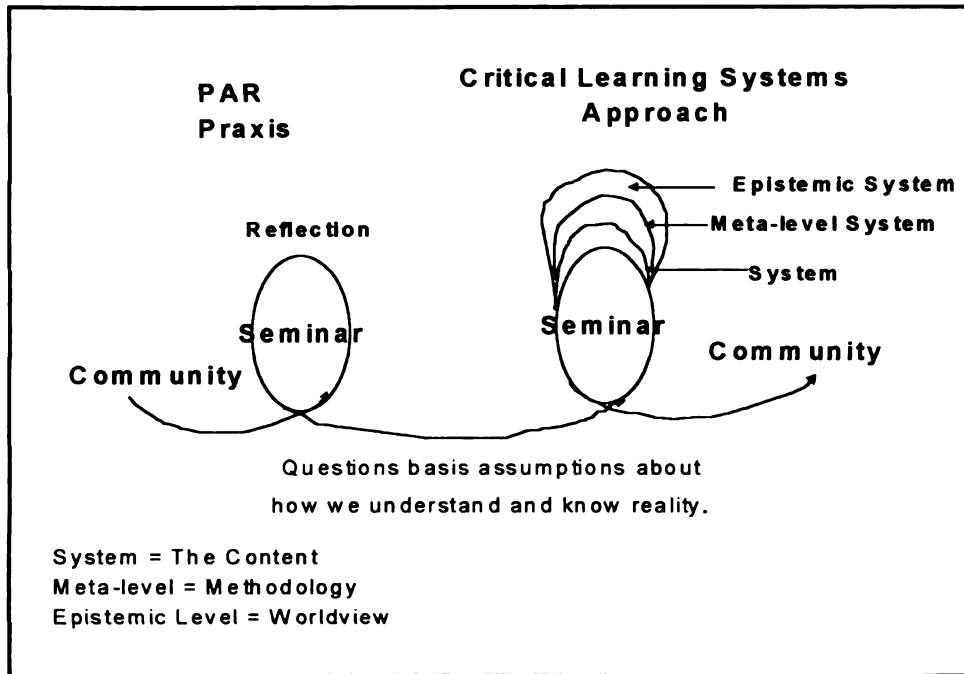 PAR
Praxis
Critical Learning Systems
Approach
Epistemic System
Meta-level System
System
Reflection
Seminar
Seminar
Community
Community
Questions basis assumptions about
how we understand and know reality.
System = The Content
Meta-level = Methodology
Epistemic Level = Worldview